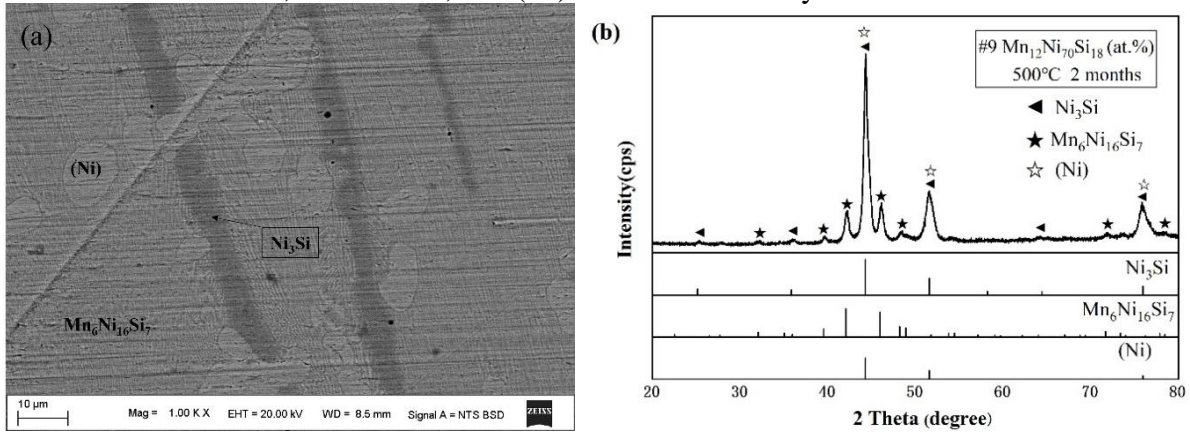 (a)
(Ni)
Ni₃Si
Mn₆Ni₁₆Si₇
10 μm
Mag = 1.00 K X EHT = 20.00 kV WD = 8.5 mm Signal A = NTS BSD
ZEISS
(b)
#9 Mn₁₂Ni₇₀Si₁₈ (at.%)
500℃ 2 months
◄ Ni₃Si
★ Mn₆Ni₁₆Si₇
☆ (Ni)
Intensity(cps)
Ni₃Si
Mn₆Ni₁₆Si₇
(Ni)
20 30 40 50 60 70 80
2 Theta (degree)